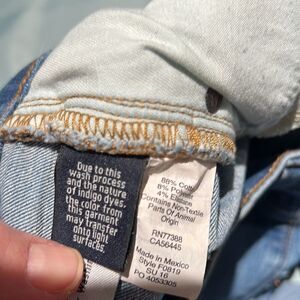 Due to this
wash process
and the nature
of indigo dyes,
the color from
this garment
may transfer
onto light
surfaces.
88% Cotton
8% Polyester
4% Elastane
Contains Non-Textile
Parts Of Animal
Origin
RN77388
CA56445
Made in Mexico
Style F0819
SU 16
PO 4053305